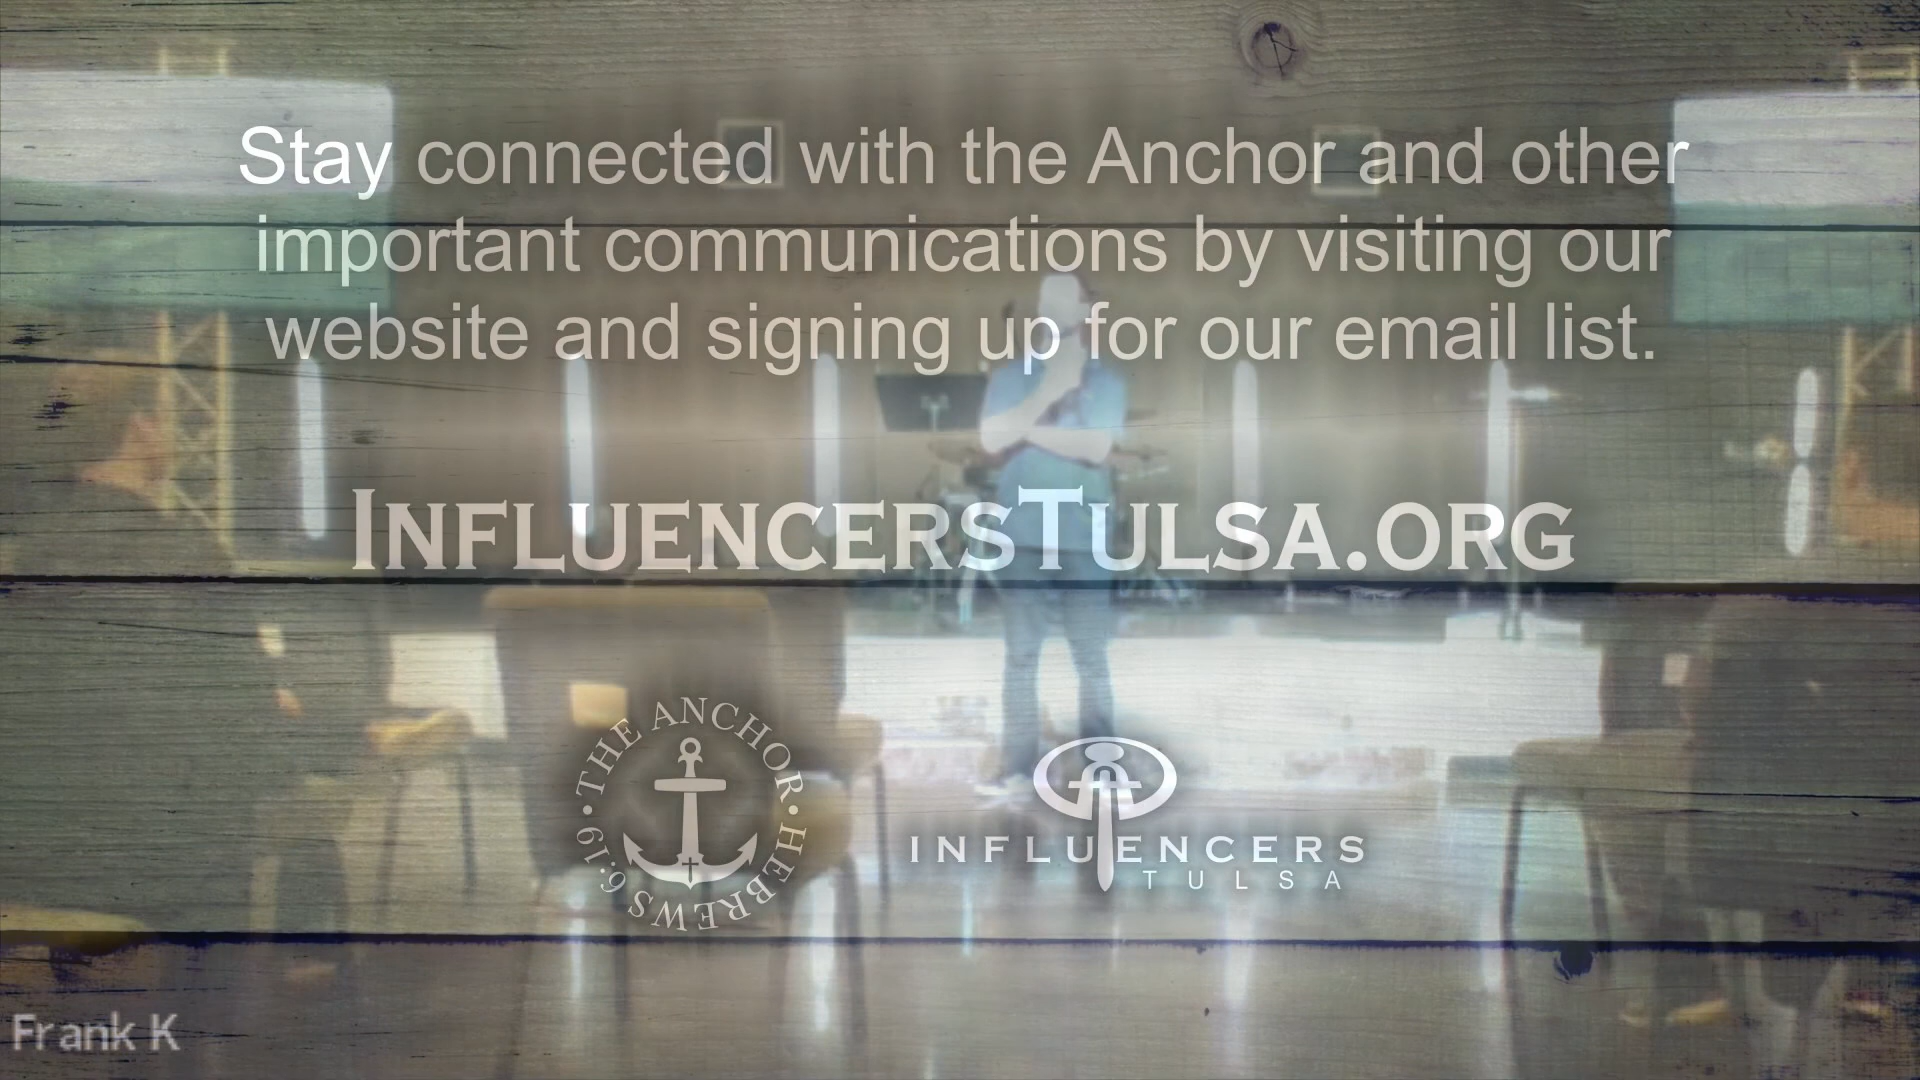 Stay connected with the Anchor and other
important communications by visiting our
website and signing up for our email list.
InfluencersTulsa.org
• THE ANCHOR • HEBREWS 6:19
INFLUENCERS
TULSA
Frank K